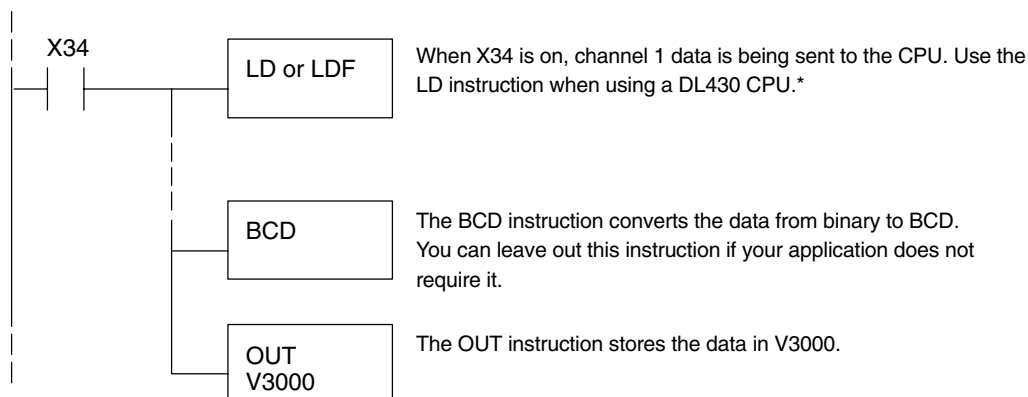 X34
LD or LDF
When X34 is on, channel 1 data is being sent to the CPU. Use the
LD instruction when using a DL430 CPU.*
BCD
The BCD instruction converts the data from binary to BCD.
You can leave out this instruction if your application does not
require it.
OUT
V3000
The OUT instruction stores the data in V3000.